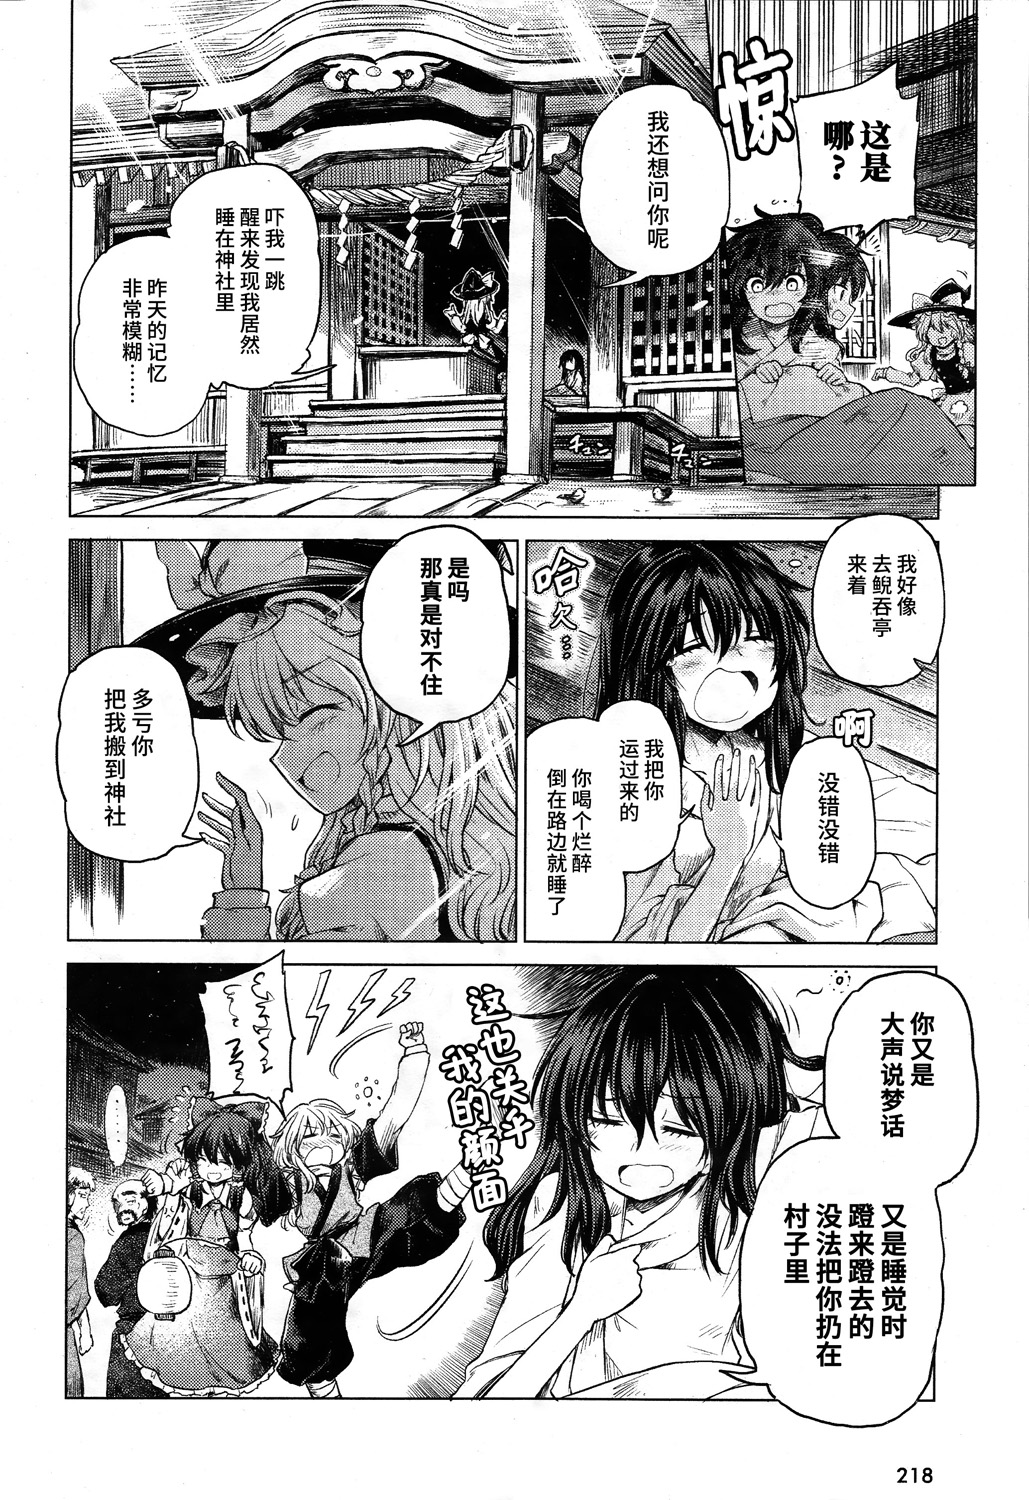 这是
哪？
惊
我还想问你呢
吓我一跳
醒来发现我居然
睡在神社里
昨天的记忆
非常模糊……
チュン
チュン
我好像
去鲵吞亭
来着
啊
没错没错
哈
欠…
我把你
运过来的
你喝个烂醉
倒在路边就睡了
是吗
那真是对不住
多亏你
把我搬到神社
你又是
大声说梦话
又是睡觉时
蹬来蹬去的
没法把你扔在
村子里
这也关乎
我的颜面
……
218